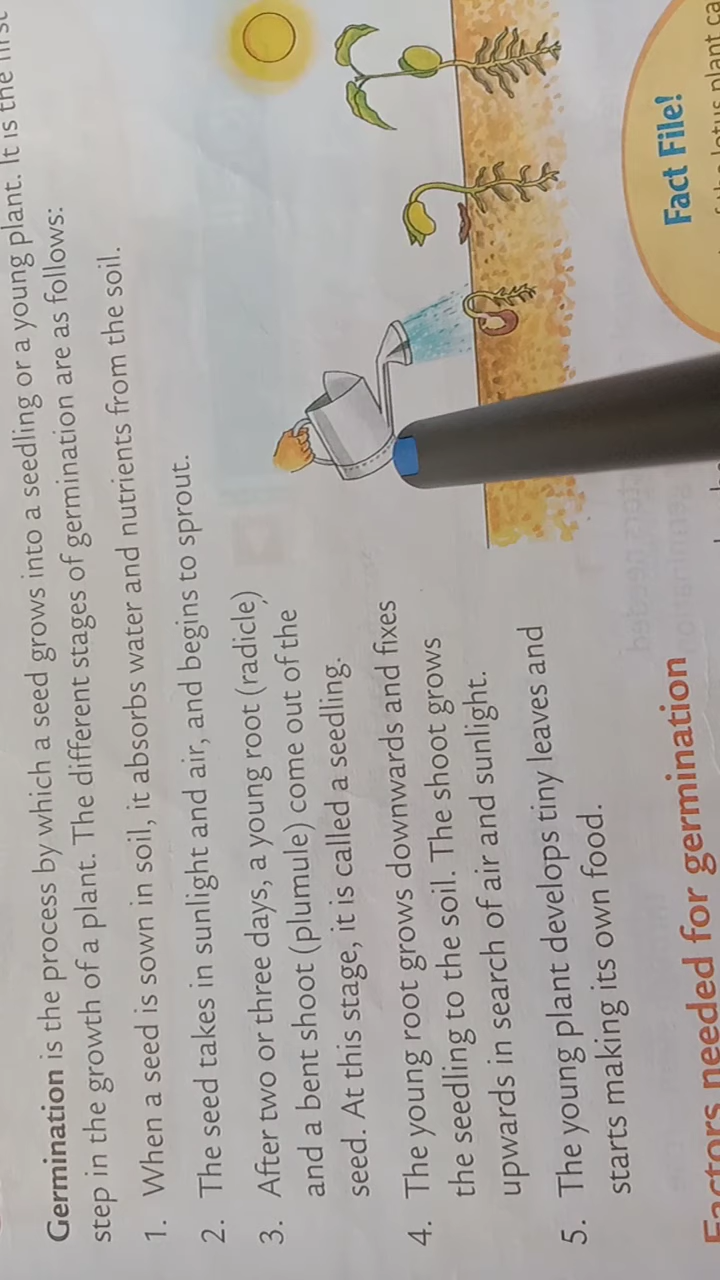 Germination is the process by which a seed grows into a seedling or a young plant. It is the first
step in the growth of a plant. The different stages of germination are as follows:
1. When a seed is sown in soil, it absorbs water and nutrients from the soil.
2. The seed takes in sunlight and air, and begins to sprout.
3. After two or three days, a young root (radicle)
and a bent shoot (plumule) come out of the
seed. At this stage, it is called a seedling.
4. The young root grows downwards and fixes
the seedling to the soil. The shoot grows
upwards in search of air and sunlight.
5. The young plant develops tiny leaves and
starts making its own food.
Factors needed for germination
Fact File!
lotus plant